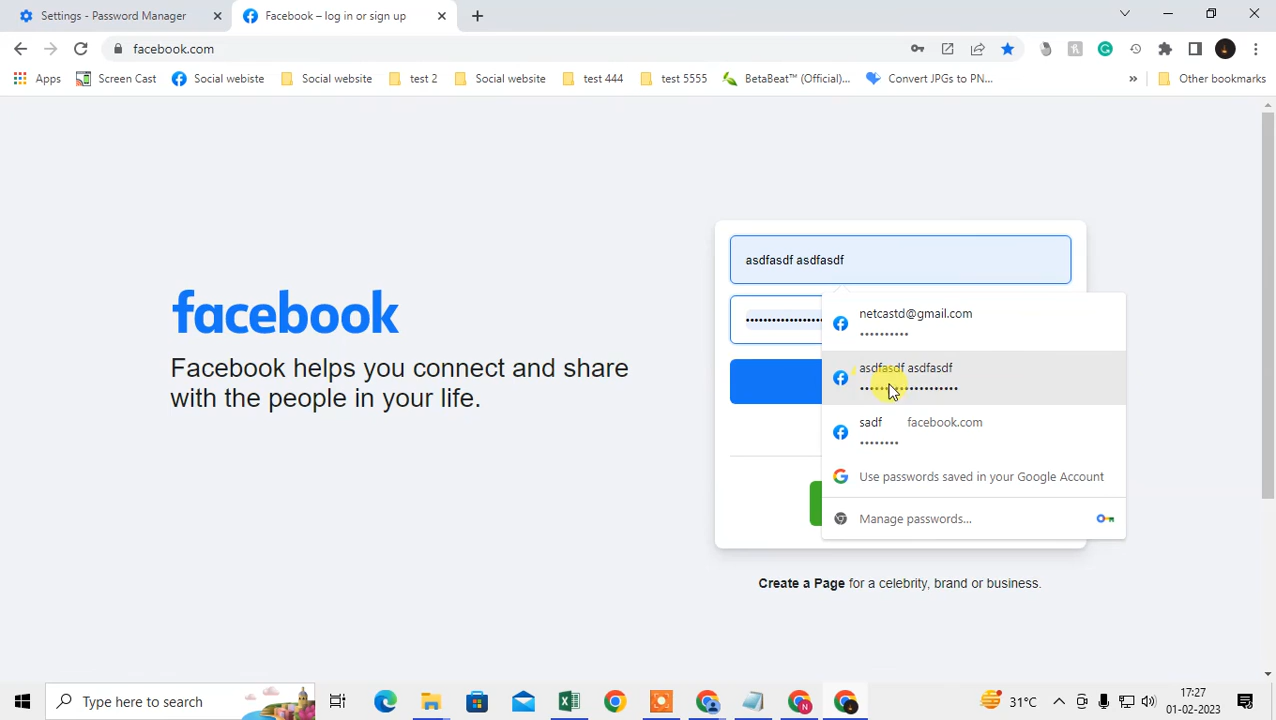 Settings - Password Manager
Facebook – log in or sign up
facebook.com
Apps
Screen Cast
Social webiste
Social website
test 2
Social website
test 444
test 5555
BetaBeat™ (Official)...
Convert JPGs to PN...
Other bookmarks
facebook
Facebook helps you connect and share
with the people in your life.
asdfasdf asdfasdf
netcastd@gmail.com
asdfasdf asdfasdf
sadf facebook.com
Use passwords saved in your Google Account
Manage passwords...
Create a Page for a celebrity, brand or business.
Type here to search
31°C
17:27
01-02-2023